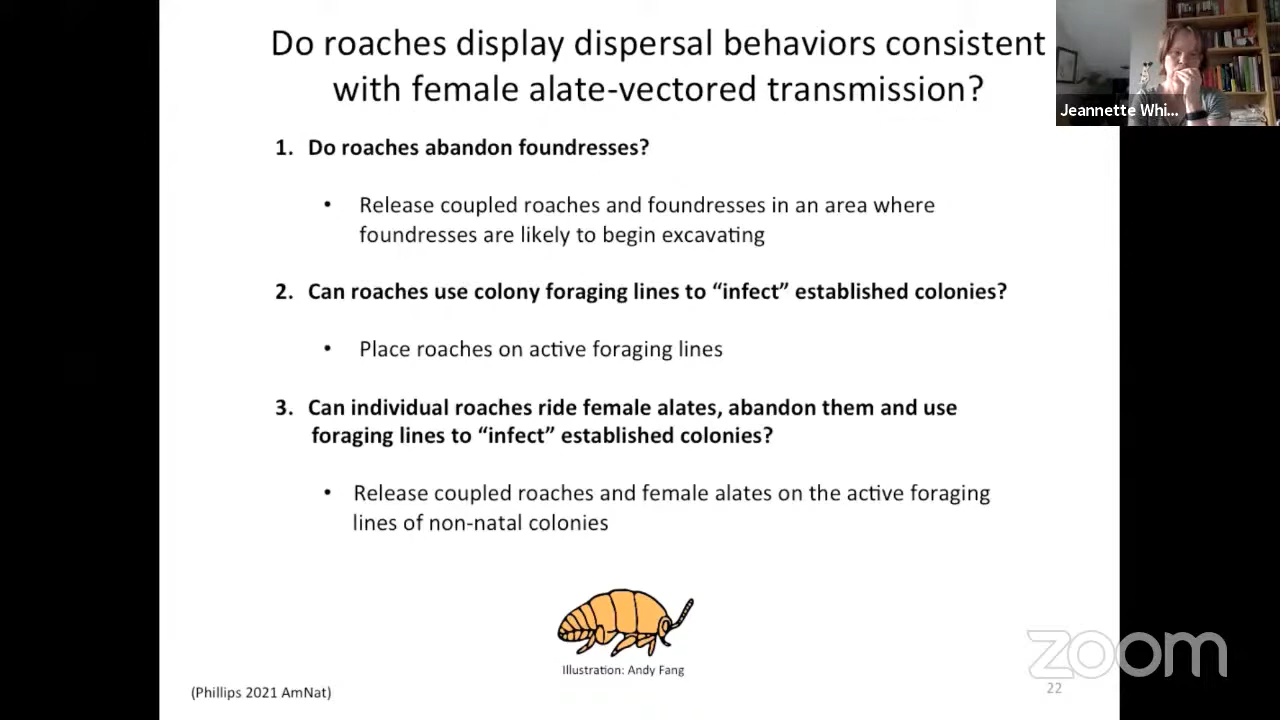 Do roaches display dispersal behaviors consistent
with female alate-vectored transmission?
Jeannette Whi...
1. Do roaches abandon foundresses?
• Release coupled roaches and foundresses in an area where
foundresses are likely to begin excavating
2. Can roaches use colony foraging lines to “infect” established colonies?
• Place roaches on active foraging lines
3. Can individual roaches ride female alates, abandon them and use
foraging lines to “infect” established colonies?
• Release coupled roaches and female alates on the active foraging
lines of non-natal colonies
Illustration: Andy Fang
zoom
(Phillips 2021 AmNat)
22